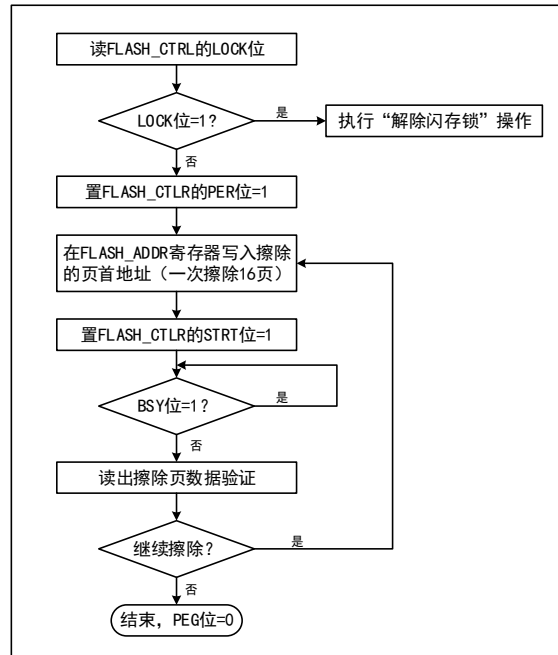 读FLASH_CTRL的LOCK位
LOCK位=1?
是
执行“解除闪存锁”操作
否
置FLASH_CTLR的PER位=1
在FLASH_ADDR寄存器写入擦除
的页首地址（一次擦除16页）
置FLASH_CTLR的STRT位=1
BSY位=1?
是
否
读出擦除页数据验证
继续擦除?
是
否
结束, PEG位=0